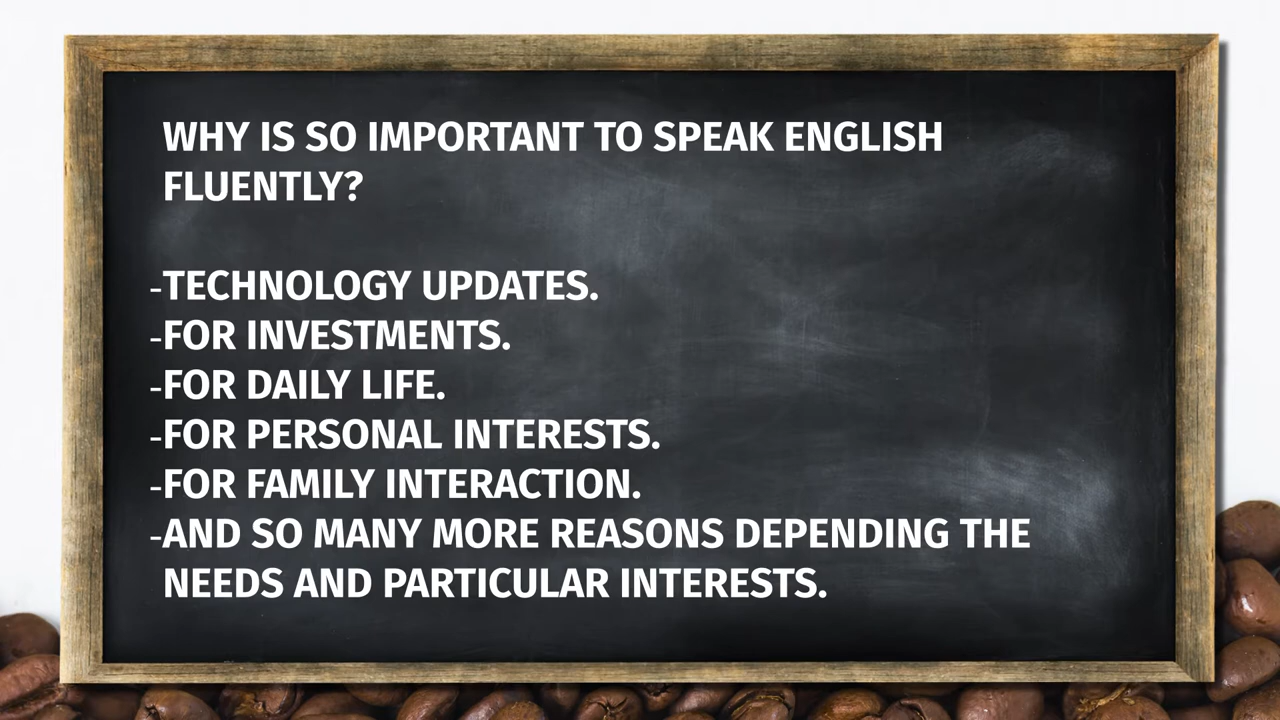 WHY IS SO IMPORTANT TO SPEAK ENGLISH
FLUENTLY?
-TECHNOLOGY UPDATES.
-FOR INVESTMENTS.
-FOR DAILY LIFE.
-FOR PERSONAL INTERESTS.
-FOR FAMILY INTERACTION.
-AND SO MANY MORE REASONS DEPENDING THE
NEEDS AND PARTICULAR INTERESTS.